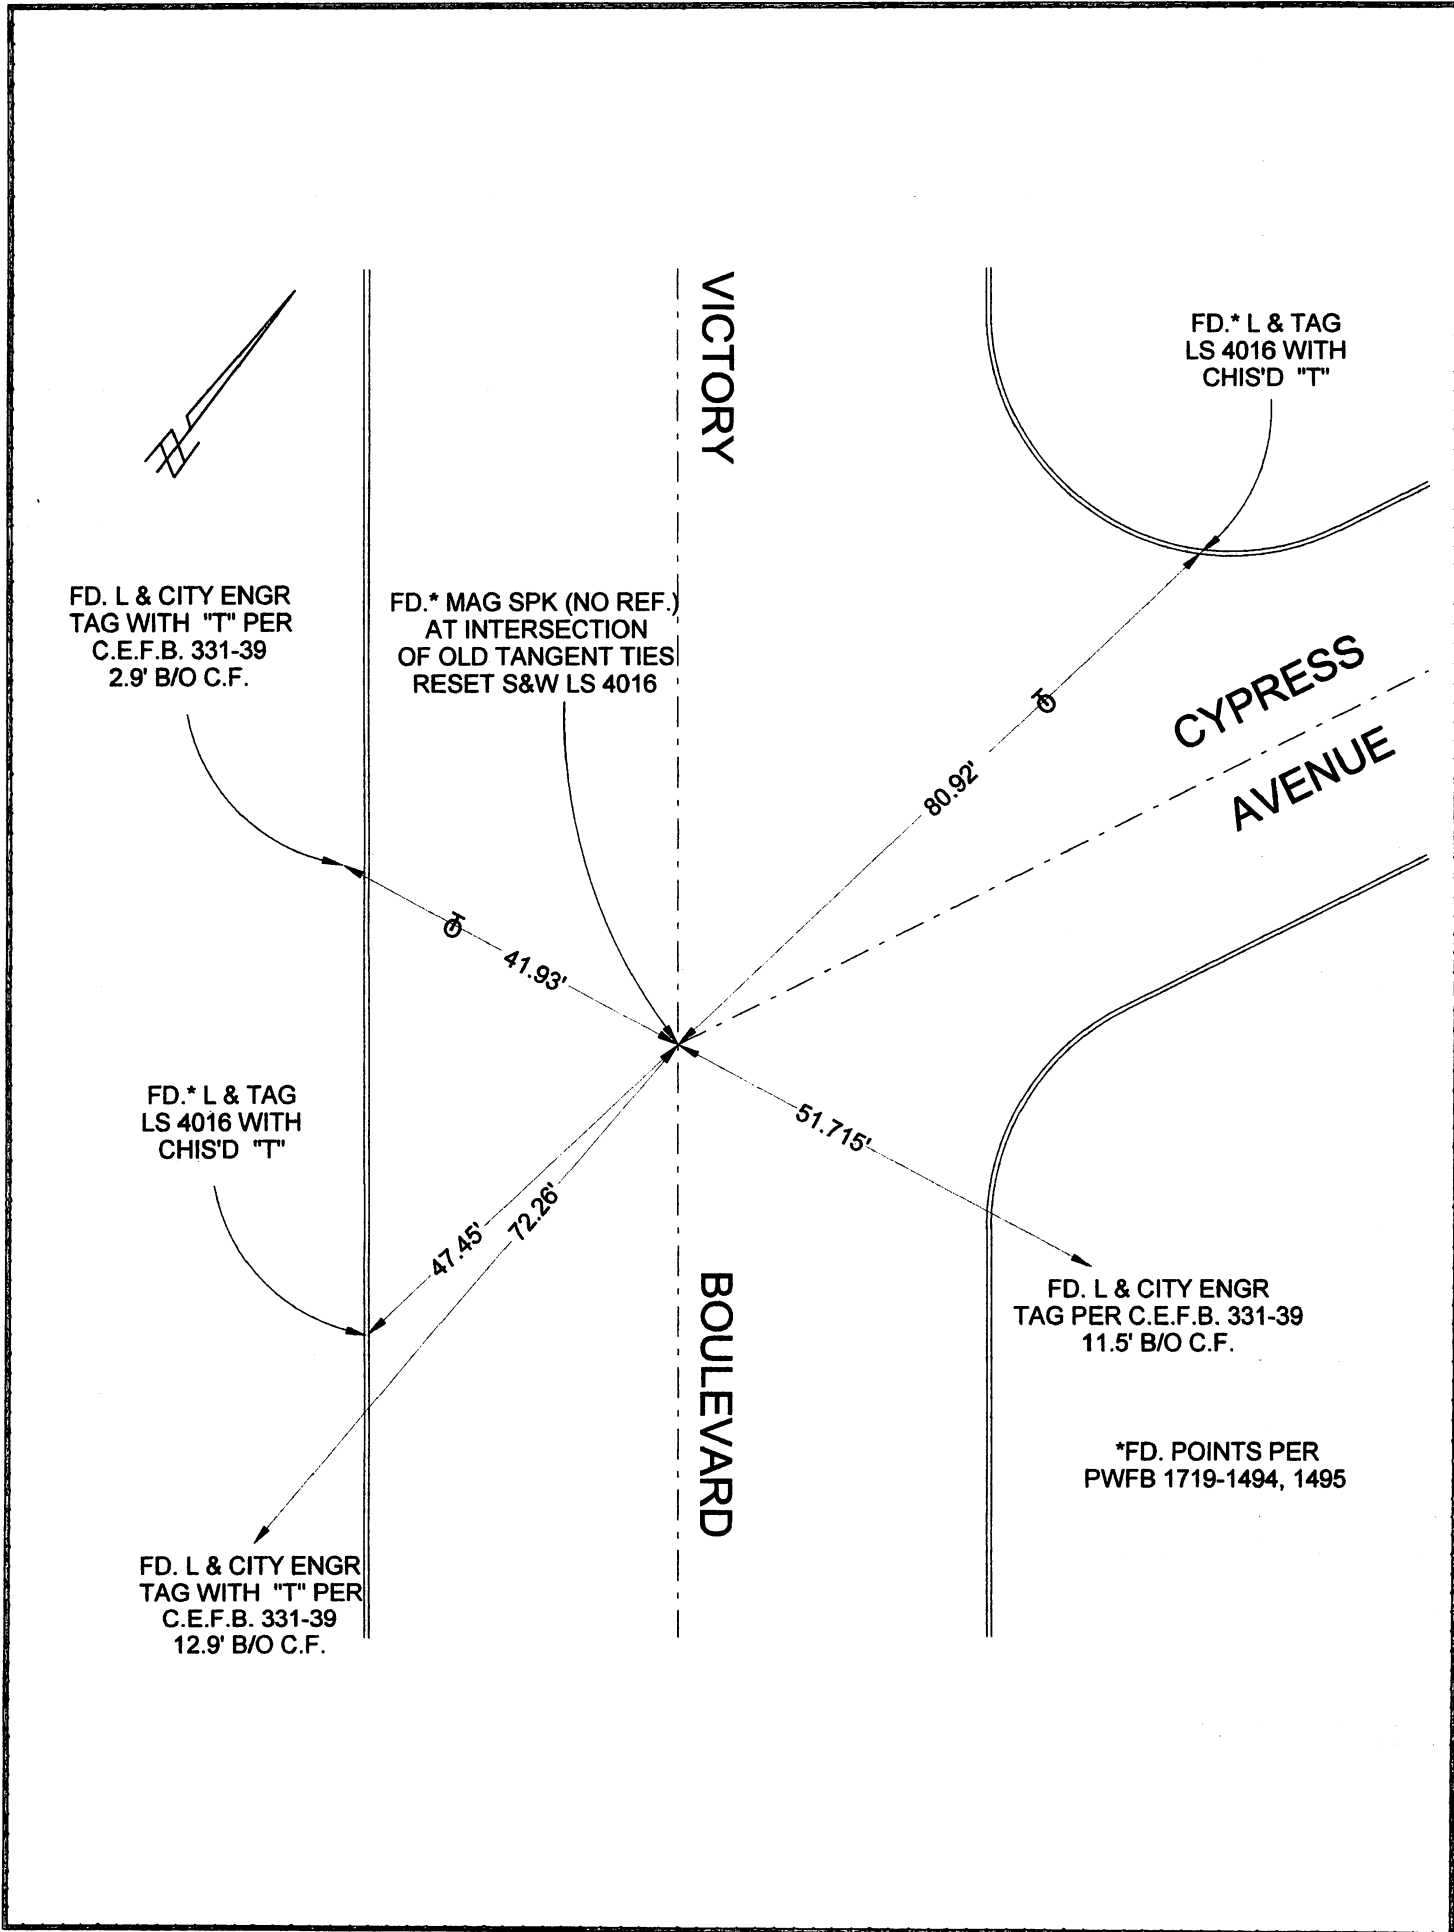 VICTORY
FD.* L & TAG
LS 4016 WITH
CHIS'D "T"
FD. L & CITY ENGR
TAG WITH "T" PER
C.E.F.B. 331-39
2.9' B/O C.F.
FD.* MAG SPK (NO REF.)
AT INTERSECTION
OF OLD TANGENT TIES
RESET S&W LS 4016
CYPRESS
AVENUE
80.92'
41.93'
FD.* L & TAG
LS 4016 WITH
CHIS'D "T"
51.715'
47.45'
72.26'
BOULEVARD
FD. L & CITY ENGR
TAG PER C.E.F.B. 331-39
11.5' B/O C.F.
*FD. POINTS PER
PWFB 1719-1494, 1495
FD. L & CITY ENGR
TAG WITH "T" PER
C.E.F.B. 331-39
12.9' B/O C.F.